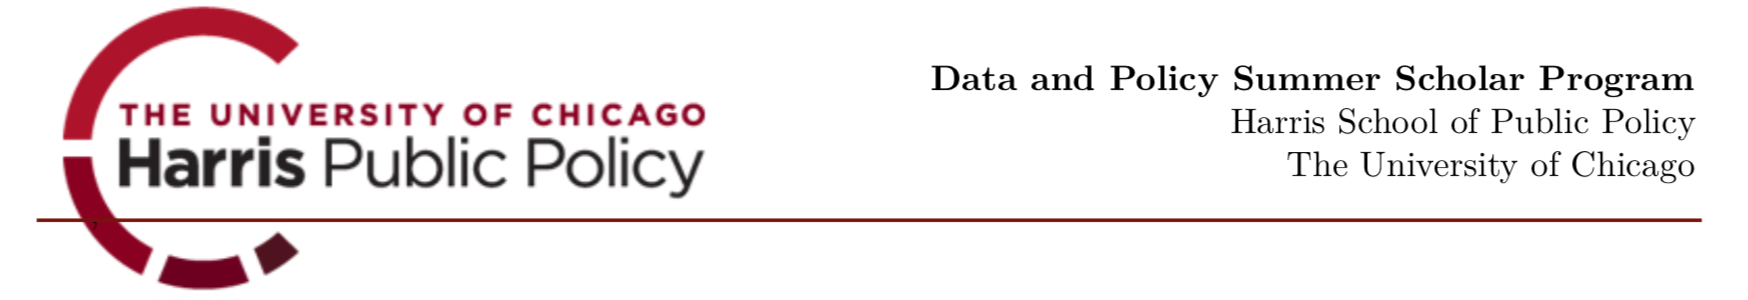 THE UNIVERSITY OF CHICAGO
Harris Public Policy
Data and Policy Summer Scholar Program
Harris School of Public Policy
The University of Chicago